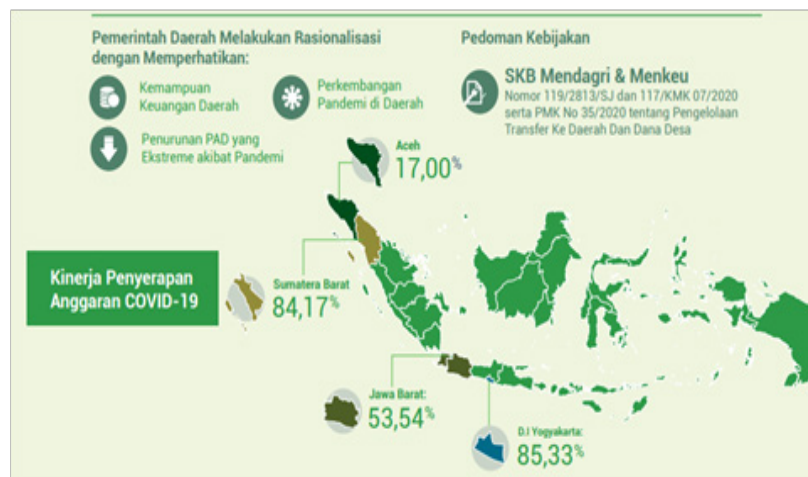 Pemerintah Daerah Melakukan Rasionalisasi
dengan Memperhatikan:
Kemampuan
Keuangan Daerah
Perkembangan
Pandemi di Daerah
Penurunan PAD yang
Ekstreme akibat Pandemi
Pedoman Kebijakan
SKB Mendagri & Menkeu
Nomor 119/2813/SJ dan 117/KMK 07/2020
serta PMK No 35/2020 tentang Pengelolaan
Transfer Ke Daerah Dan Dana Desa
Aceh
17,00%
Kinerja Penyerapan
Anggaran COVID-19
Sumatera Barat
84,17%
Jawa Barat:
53,54%
D.I Yogyakarta:
85,33%